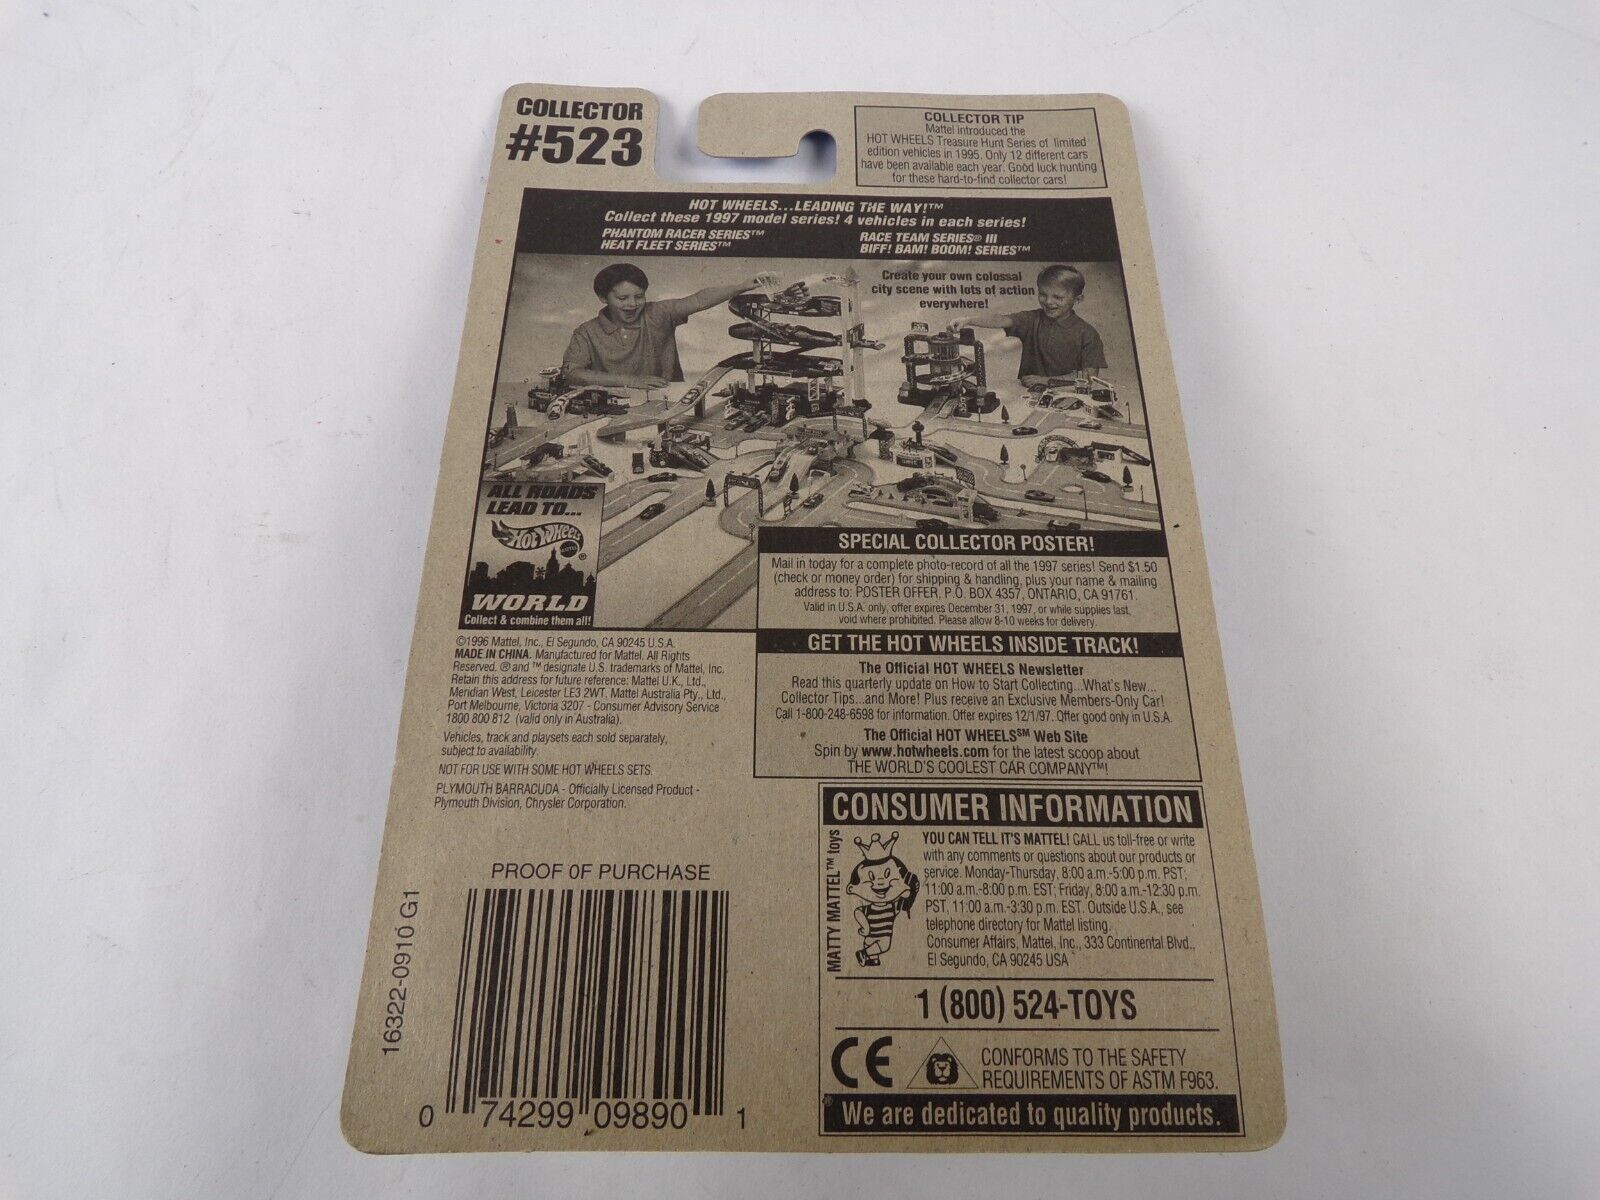 COLLECTOR
#523
COLLECTOR TIP
Mattel introduced the
HOT WHEELS Treasure Hunt Series of limited
edition vehicles in 1995. Only 12 different cars
have been available each year. Good luck hunting
for these hard-to-find collector cars!
HOT WHEELS...LEADING THE WAY!™
Collect these 1997 model series! 4 vehicles in each series!
PHANTOM RACER SERIES™
HEAT FLEET SERIES™
RACE TEAM SERIES® III
BIFF! BAM! BOOM! SERIES™
Create your own colossal
city scene with lots of action
everywhere!
ALL ROADS
LEAD TO...
HOT WHEELS
MATTEL
®
WORLD
Collect & combine them all!
SPECIAL COLLECTOR POSTER!
Mail in today for a complete photo-record of all the 1997 series! Send $1.50
(check or money order) for shipping & handling, plus your name & mailing
address to: POSTER OFFER, P.O. BOX 4357, ONTARIO, CA 91761.
Valid in U.S.A. only, offer expires December 31, 1997, or while supplies last,
void where prohibited. Please allow 8-10 weeks for delivery.
GET THE HOT WHEELS INSIDE TRACK!
The Official HOT WHEELS Newsletter
Read this quarterly update on How to Start Collecting...What's New...
Collector Tips...and More! Plus receive an Exclusive Members-Only Car!
Call 1-800-248-6598 for information. Offer expires 12/1/97. Offer good only in U.S.A.
The Official HOT WHEELS℠ Web Site
Spin by www.hotwheels.com for the latest scoop about
THE WORLD'S COOLEST CAR COMPANY™!
©1996 Mattel, Inc., El Segundo, CA 90245 U.S.A.
MADE IN CHINA. Manufactured for Mattel. All Rights
Reserved. ® and ™ designate U.S. trademarks of Mattel, Inc.
Retain this address for future reference: Mattel U.K., Ltd.,
Meridian West, Leicester LE3 2WT. Mattel Australia Pty., Ltd.,
Port Melbourne, Victoria 3207 - Consumer Advisory Service
1800 800 812 (valid only in Australia).
Vehicles, track and playsets each sold separately,
subject to availability.
NOT FOR USE WITH SOME HOT WHEELS SETS.
PLYMOUTH BARRACUDA - Officially Licensed Product -
Plymouth Division, Chrysler Corporation.
CONSUMER INFORMATION
MATTY MATTEL™ toys
YOU CAN TELL IT'S MATTEL! CALL us toll-free or write
with any comments or questions about our products or
service. Monday-Thursday, 8:00 a.m.-5:00 p.m. PST;
11:00 a.m.-8:00 p.m. EST; Friday, 8:00 a.m.-12:30 p.m.
PST, 11:00 a.m.-3:30 p.m. EST. Outside U.S.A., see
telephone directory for Mattel listing.
Consumer Affairs, Mattel, Inc., 333 Continental Blvd.,
El Segundo, CA 90245 USA
1 (800) 524-TOYS
CE
CONFORMS TO THE SAFETY
REQUIREMENTS OF ASTM F963.
We are dedicated to quality products.
PROOF OF PURCHASE
16322-0910 G1
0 74299 09890 1